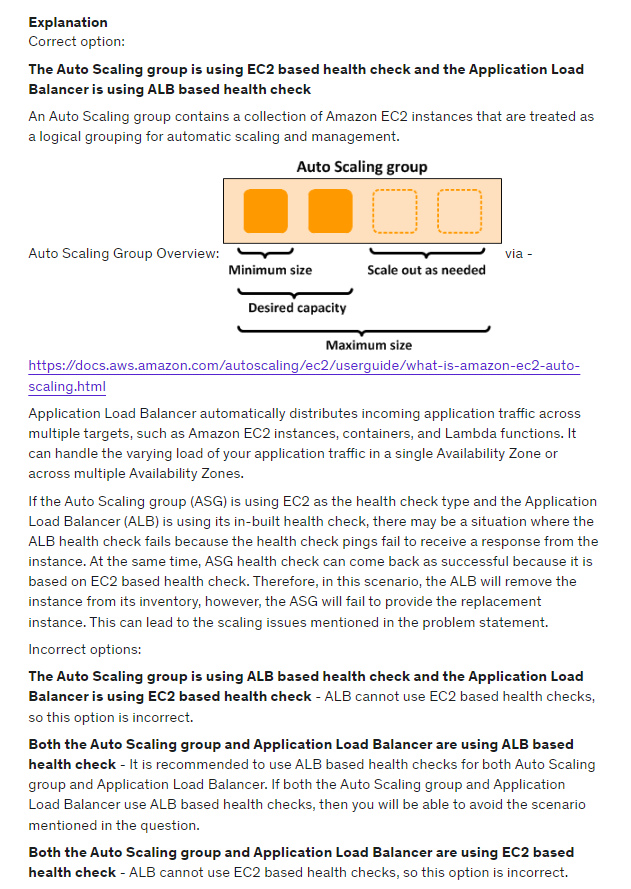 Explanation
Correct option:
The Auto Scaling group is using EC2 based health check and the Application Load
Balancer is using ALB based health check
An Auto Scaling group contains a collection of Amazon EC2 instances that are treated as
a logical grouping for automatic scaling and management.
Auto Scaling group
Auto Scaling Group Overview:
via -
Minimum size
Scale out as needed
Desired capacity
Maximum size
https://docs.aws.amazon.com/autoscaling/ec2/userguide/what-is-amazon-ec2-auto-
scaling.html
Application Load Balancer automatically distributes incoming application traffic across
multiple targets, such as Amazon EC2 instances, containers, and Lambda functions. It
can handle the varying load of your application traffic in a single Availability Zone or
across multiple Availability Zones.
If the Auto Scaling group (ASG) is using EC2 as the health check type and the Application
Load Balancer (ALB) is using its in-built health check, there may be a situation where the
ALB health check fails because the health check pings fail to receive a response from the
instance. At the same time, ASG health check can come back as successful because it is
based on EC2 based health check. Therefore, in this scenario, the ALB will remove the
instance from its inventory, however, the ASG will fail to provide the replacement
instance. This can lead to the scaling issues mentioned in the problem statement.
Incorrect options:
The Auto Scaling group is using ALB based health check and the Application Load
Balancer is using EC2 based health check - ALB cannot use EC2 based health checks,
so this option is incorrect.
Both the Auto Scaling group and Application Load Balancer are using ALB based
health check - It is recommended to use ALB based health checks for both Auto Scaling
group and Application Load Balancer. If both the Auto Scaling group and Application
Load Balancer use ALB based health checks, then you will be able to avoid the scenario
mentioned in the question.
Both the Auto Scaling group and Application Load Balancer are using EC2 based
health check - ALB cannot use EC2 based health checks, so this option is incorrect.